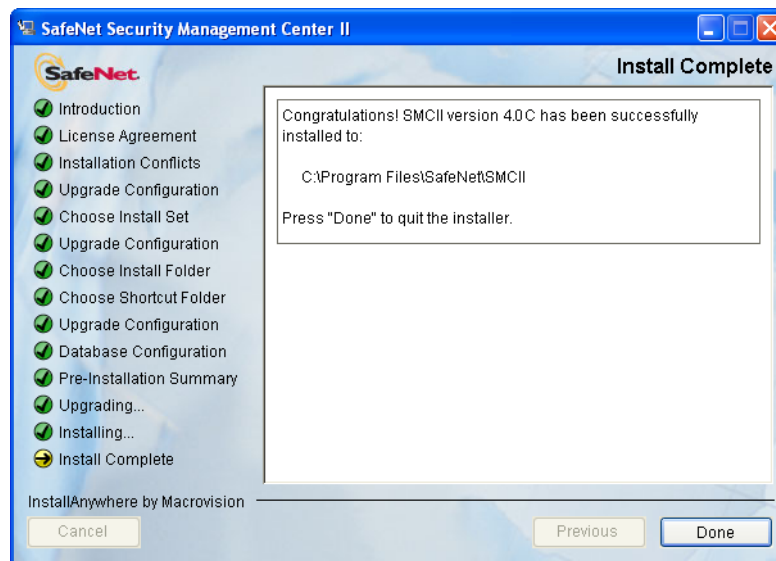 SafeNet Security Management Center II
SafeNet.
Install Complete
Introduction
License Agreement
Installation Conflicts
Upgrade Configuration
Choose Install Set
Upgrade Configuration
Choose Install Folder
Choose Shortcut Folder
Upgrade Configuration
Database Configuration
Pre-Installation Summary
Upgrading...
Installing...
Install Complete
Congratulations! SMCII version 4.0C has been successfully
installed to:
C:\Program Files\SafeNet\SMCII
Press "Done" to quit the installer.
InstallAnywhere by Macrovision
Cancel
Previous
Done